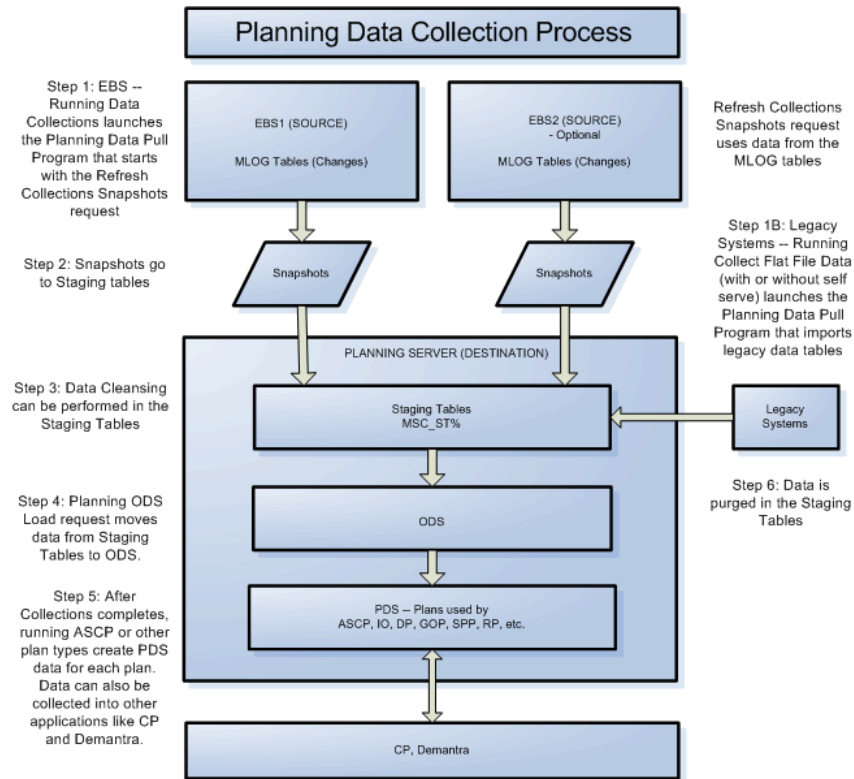 Planning Data Collection Process
Step 1: EBS --
Running Data
Collections launches
the Planning Data Pull
Program that starts
with the Refresh
Collections Snapshots
request
EBS1 (SOURCE)
MLOG Tables (Changes)
EBS2 (SOURCE)
- Optional
MLOG Tables (Changes)
Refresh Collections
Snapshots request
uses data from the
MLOG tables
Step 2: Snapshots go
to Staging tables
Snapshots
Snapshots
Step 1B: Legacy
Systems -- Running
Collect Flat File Data
(with or without self
serve) launches the
Planning Data Pull
Program that imports
legacy data tables
PLANNING SERVER (DESTINATION)
Step 3: Data Cleansing
can be performed in the
Staging Tables
Staging Tables
MSC_ST%
Legacy
Systems
Step 4: Planning ODS
Load request moves
data from Staging
Tables to ODS.
ODS
Step 6: Data is
purged in the Staging
Tables
Step 5: After
Collections completes,
running ASCP or other
plan types create PDS
data for each plan.
Data can also be
collected into other
applications like CP
and Demantra.
PDS -- Plans used by
ASCP, IO, DP, GOP, SPP, RP, etc.
CP, Demantra